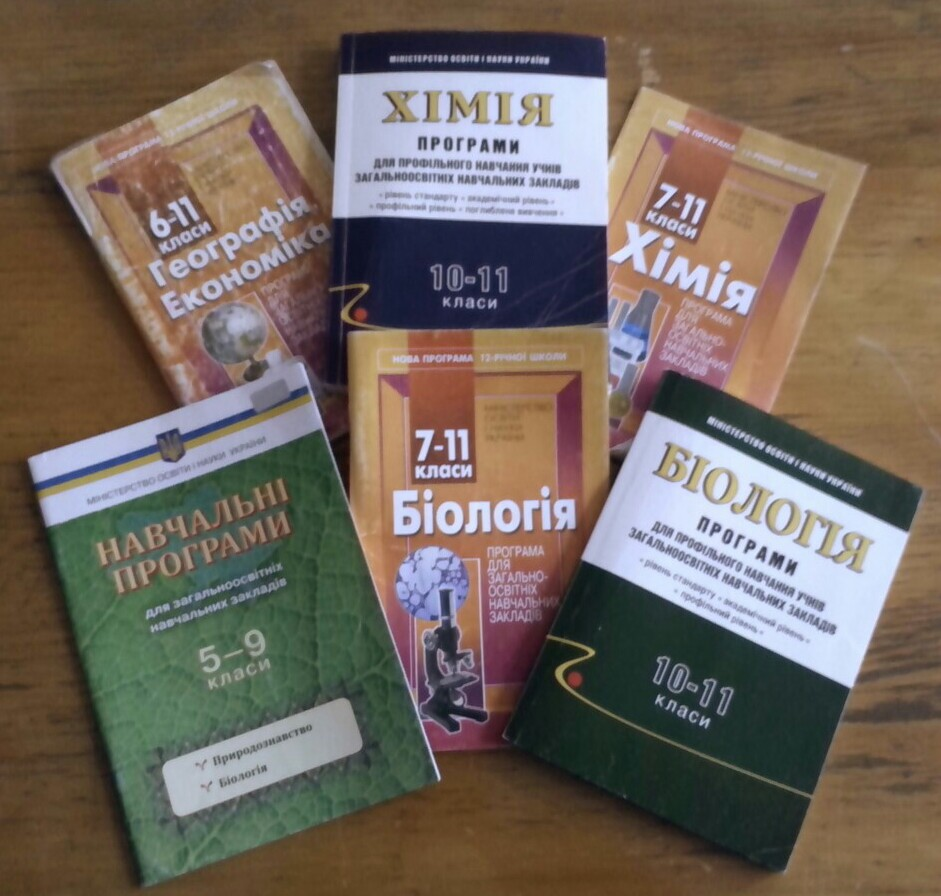 НОВА ПРОГРАМА 12-РІЧНОЇ ШКОЛИ
6-11
класи
Географія
Економіка
МІНІСТЕРСТВО ОСВІТИ І НАУКИ УКРАЇНИ
ХІМІЯ
ПРОГРАМИ
ДЛЯ ПРОФІЛЬНОГО НАВЧАННЯ УЧНІВ
ЗАГАЛЬНООСВІТНІХ НАВЧАЛЬНИХ ЗАКЛАДІВ
• рівень стандарту • академічний рівень •
• профільний рівень • поглиблене вивчення •
10-11
класи
НОВА ПРОГРАМА 12-РІЧНОЇ ШКОЛИ
7-11
класи
Хімія
ПРОГРАМА
ДЛЯ
ЗАГАЛЬНО-
ОСВІТНІХ
НАВЧАЛЬНИХ
ЗАКЛАДІВ
МІНІСТЕРСТВО ОСВІТИ І НАУКИ УКРАЇНИ
НАВЧАЛЬНІ
ПРОГРАМИ
для загальноосвітніх
навчальних закладів
5–9
класи
Природознавство
Біологія
НОВА ПРОГРАМА 12-РІЧНОЇ ШКОЛИ
МІНІСТЕРСТВО
ОСВІТИ
І НАУКИ
УКРАЇНИ
7-11
класи
Біологія
ПРОГРАМА
ДЛЯ
ЗАГАЛЬНО-
ОСВІТНІХ
НАВЧАЛЬНИХ
ЗАКЛАДІВ
МІНІСТЕРСТВО ОСВІТИ І НАУКИ УКРАЇНИ
БІОЛОГІЯ
ПРОГРАМИ
ДЛЯ ПРОФІЛЬНОГО НАВЧАННЯ УЧНІВ
ЗАГАЛЬНООСВІТНІХ НАВЧАЛЬНИХ ЗАКЛАДІВ
• рівень стандарту • академічний рівень •
• профільний рівень •
10-11
класи